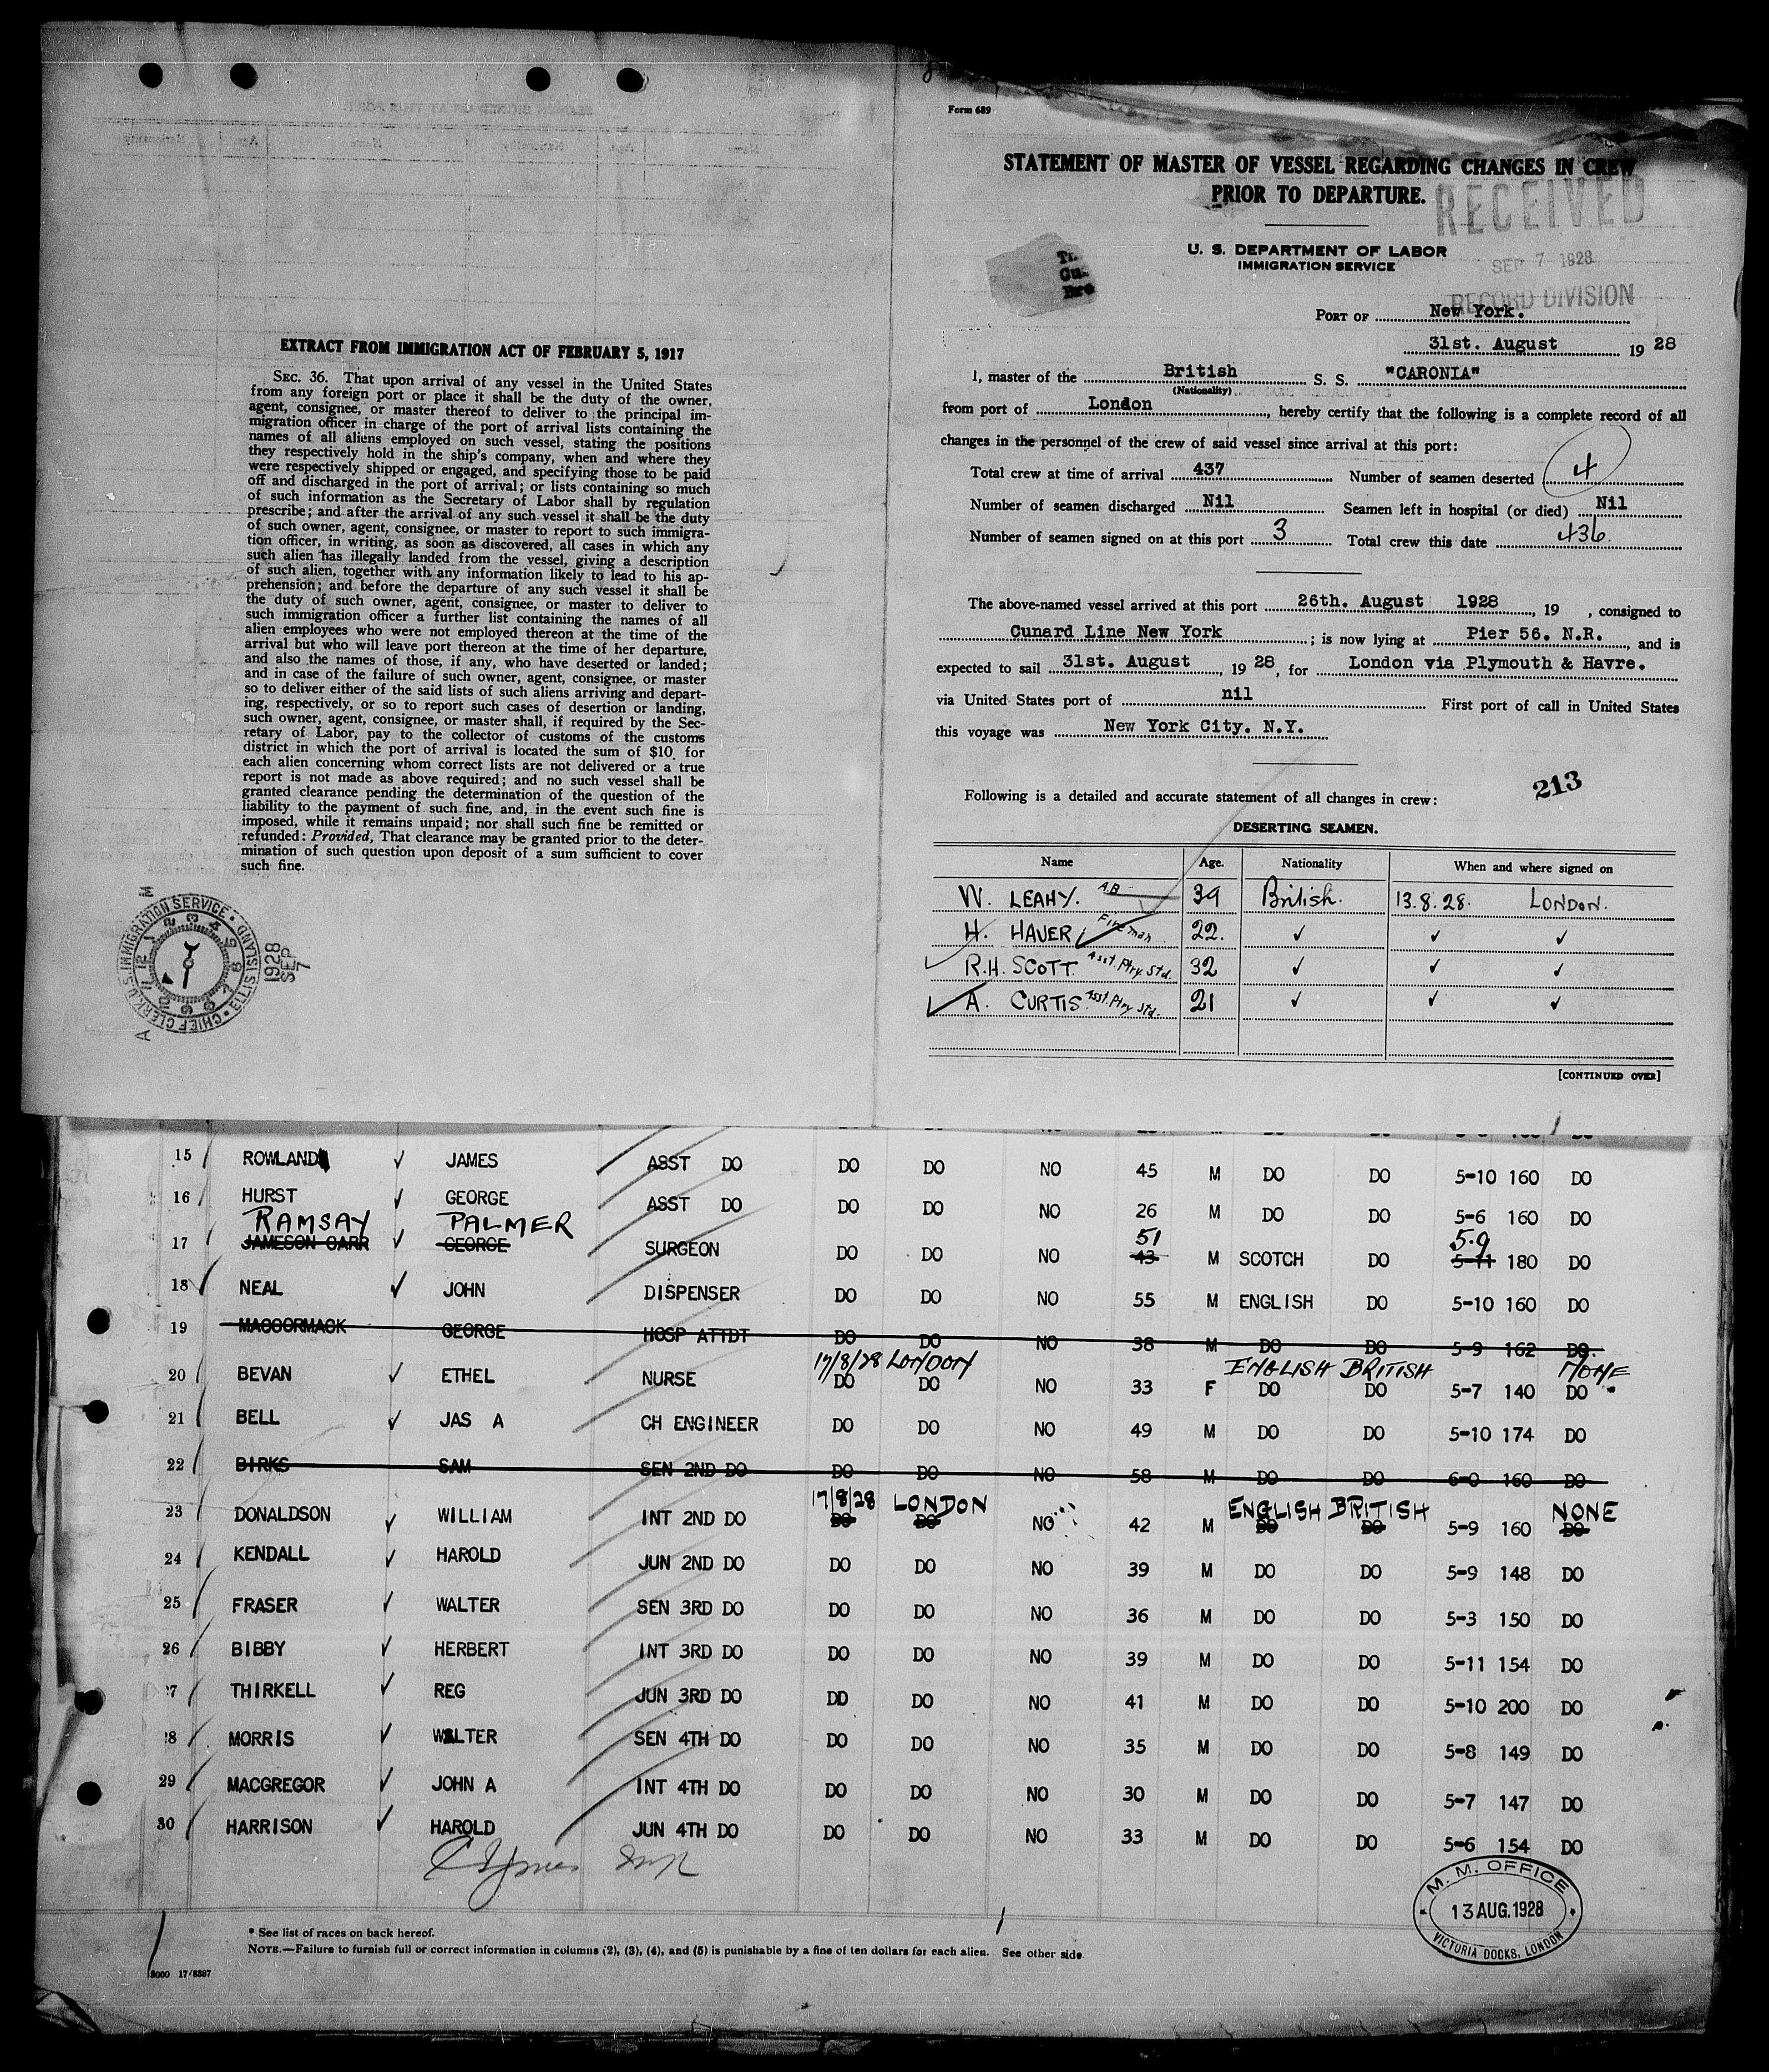 EXTRACT FROM IMMIGRATION ACT OF FEBRUARY 5, 1917
SEC. 36. That upon arrival of any vessel in the United States
from any foreign port or place it shall be the duty of the owner,
agent, consignee, or master thereof to deliver to the principal im-
migration officer in charge of the port of arrival lists containing the
names of all aliens employed on such vessel, stating the positions
they respectively hold in the ship's company, when and where they
were respectively shipped or engaged, and specifying those to be paid
off and discharged in the port of arrival; or lists containing so much
of such information as the Secretary of Labor shall by regulation
prescribe; and after the arrival of any such vessel it shall be the duty
of such owner, agent, consignee, or master to report to such immigra-
tion officer, in writing, as soon as discovered, all cases in which any
such alien has illegally landed from the vessel, giving a description
of such alien, together with any information likely to lead to his ap-
prehension; and before the departure of any such vessel it shall be
the duty of such owner, agent, consignee, or master to deliver to
such immigration officer a further list containing the names of all
alien employees who were not employed thereon at the time of the
arrival but who will leave port thereon at the time of her departure,
and also the names of those, if any, who have deserted or landed;
and in case of the failure of such owner, agent, consignee, or master
so to deliver either of the said lists of such aliens arriving and depart-
ing, respectively, or so to report such cases of desertion or landing,
such owner, agent, consignee, or master shall, if required by the Sec-
retary of Labor, pay to the collector of customs of the customs
district in which the port of arrival is located the sum of $10 for
each alien concerning whom correct lists are not delivered or a true
report is not made as above required; and no such vessel shall be
granted clearance pending the determination of the question of the
liability to the payment of such fine, and, in the event such fine is
imposed, while it remains unpaid; nor shall such fine be remitted or
refunded: Provided, That clearance may be granted prior to the deter-
mination of such question upon deposit of a sum sufficient to cover
such fine.
CHIEF CLERK U.S. IMMIGRATION SERVICE ELLIS ISLAND
1928
SEP
7
Form 689
STATEMENT OF MASTER OF VESSEL REGARDING CHANGES IN CREW
PRIOR TO DEPARTURE.
RECEIVED
U. S. DEPARTMENT OF LABOR
IMMIGRATION SERVICE
SEP 7 1928
RECORD DIVISION
PORT OF New York.
31st. August 19 28
I, master of the British S. S. "CARONIA"
(Nationality)
from port of London, hereby certify that the following is a complete record of all
changes in the personnel of the crew of said vessel since arrival at this port:
Total crew at time of arrival 437 Number of seamen deserted 4
Number of seamen discharged Nil Seamen left in hospital (or died) Nil
Number of seamen signed on at this port 3 Total crew this date 436.
The above-named vessel arrived at this port 26th. August 1928, 19 , consigned to
Cunard Line New York; is now lying at Pier 56. N.R., and is
expected to sail 31st. August, 19 28, for London via Plymouth & Havre.
via United States port of nil First port of call in United States
this voyage was New York City. N.Y.
213
Following is a detailed and accurate statement of all changes in crew:
DESERTING SEAMEN.
Name Age. Nationality When and where signed on
W. LEAHY. AB 39 British. 13.8.28. LONDON.
H. HAVER Fireman 22. ✓ ✓ ✓
R.H. SCOTT. Asst. Ptry. Std. 32 ✓ ✓ ✓
A. CURTIS. Asst. Ptry Std. 21 ✓ ✓ ✓
[CONTINUED OVER]
15 ROWLAND ✓ JAMES ASST DO DO DO NO 45 M DO DO 5-10 160 DO
16 HURST ✓ GEORGE ASST DO DO DO NO 26 M DO DO 5-6 160 DO
RAMSAY PALMER 51 5.9
17 JAMESON CARR ✓ GEORGE SURGEON DO DO NO 43 M SCOTCH DO 5-11 180 DO
18 NEAL ✓ JOHN DISPENSER DO DO NO 55 M ENGLISH DO 5-10 160 DO
19 MACCORMACK GEORGE HOSP ATTDT DO DO NO 38 M DO DO 5-9 162 DO
17/8/28 LONDON ENGLISH BRITISH NONE
20 BEVAN ✓ ETHEL NURSE DO DO NO 33 F DO DO 5-7 140 DO
21 BELL ✓ JAS A CH ENGINEER DO DO NO 49 M DO DO 5-10 174 DO
22 BIRKS SAM SEN 2ND DO DO DO NO 58 M DO DO 6-0 160 DO
17/8/28 LONDON ENGLISH BRITISH NONE
23 DONALDSON ✓ WILLIAM INT 2ND DO DO DO NO 42 M DO DO 5-9 160 DO
24 KENDALL ✓ HAROLD JUN 2ND DO DO DO NO 39 M DO DO 5-9 148 DO
25 FRASER ✓ WALTER SEN 3RD DO DO DO NO 36 M DO DO 5-3 150 DO
26 BIBBY ✓ HERBERT INT 3RD DO DO DO NO 39 M DO DO 5-11 154 DO
27 THIRKELL ✓ REG JUN 3RD DO DD DO NO 41 M DO DO 5-10 200 DO
28 MORRIS ✓ WALTER SEN 4TH DO DO DO NO 35 M DO DO 5-8 149 DO
29 MACGREGOR ✓ JOHN A INT 4TH DO DO DO NO 30 M DO DO 5-7 147 DO
30 HARRISON ✓ HAROLD JUN 4TH DO DO DO NO 33 M DO DO 5-6 154 DO
M. M. OFFICE
13 AUG. 1928
VICTORIA DOCKS, LONDON
* See list of races on back hereof.
NOTE.—Failure to furnish full or correct information in columns (2), (3), (4), and (5) is punishable by a fine of ten dollars for each alien. See other side